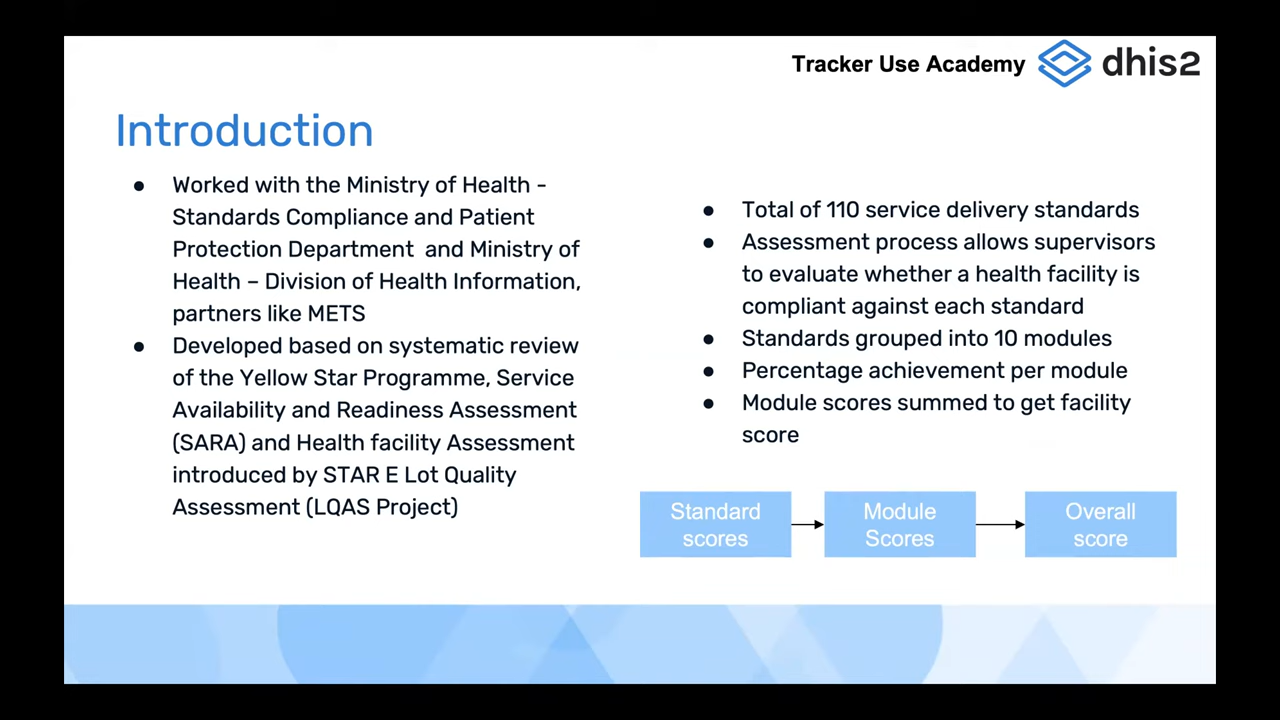 Tracker Use Academy dhis2
Introduction
● Worked with the Ministry of Health -
Standards Compliance and Patient
Protection Department and Ministry of
Health – Division of Health Information,
partners like METS
● Developed based on systematic review
of the Yellow Star Programme, Service
Availability and Readiness Assessment
(SARA) and Health facility Assessment
introduced by STAR E Lot Quality
Assessment (LQAS Project)
● Total of 110 service delivery standards
● Assessment process allows supervisors
to evaluate whether a health facility is
compliant against each standard
● Standards grouped into 10 modules
● Percentage achievement per module
● Module scores summed to get facility
score
Standard
scores
Module
Scores
Overall
score